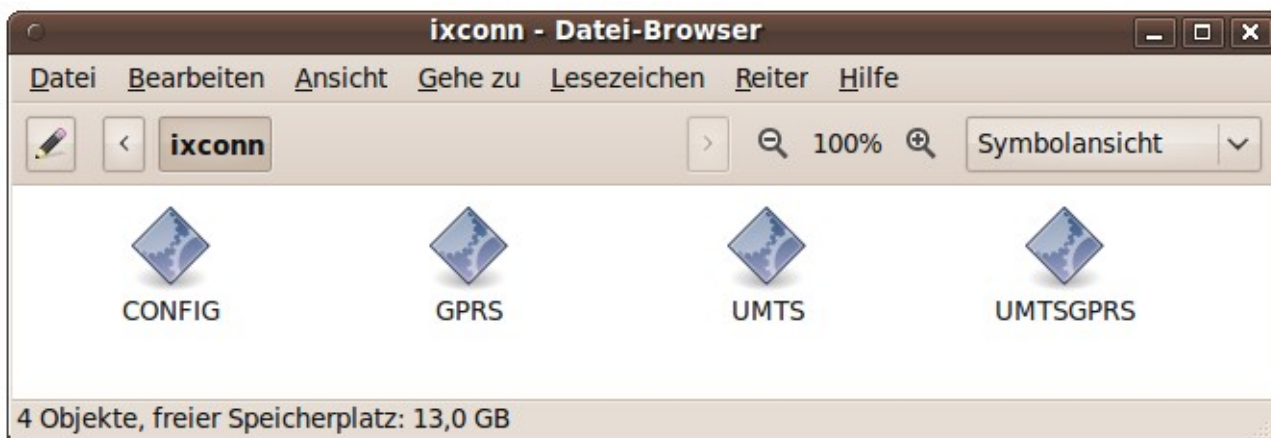 ixconn - Datei-Browser
Datei Bearbeiten Ansicht Gehe zu Lesezeichen Reiter Hilfe
ixconn 100% Symbolansicht
CONFIG GPRS UMTS UMTSGPRS
4 Objekte, freier Speicherplatz: 13,0 GB